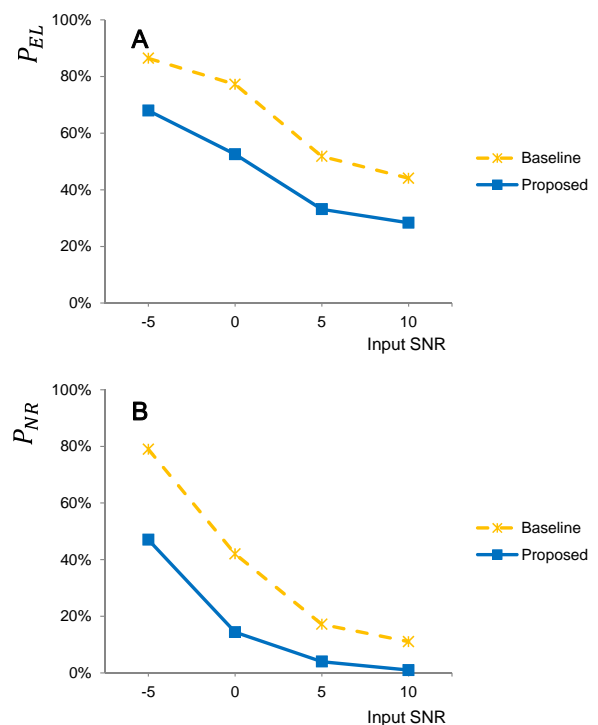 A
P_EL
100%
80%
60%
40%
20%
0%
-5 0 5 10
Input SNR
Baseline
Proposed
B
P_NR
100%
80%
60%
40%
20%
0%
-5 0 5 10
Input SNR
Baseline
Proposed